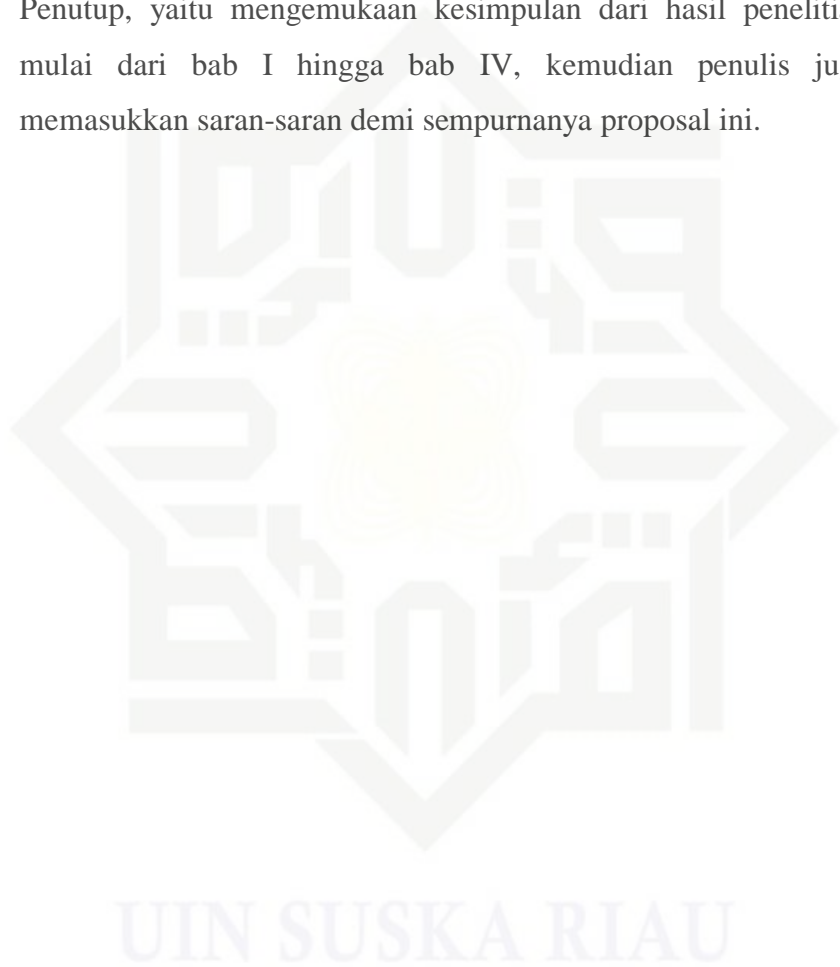 Penutup, yaitu mengemukaan kesimpulan dari hasil peneliti
mulai dari bab I hingga bab IV, kemudian penulis ju
memasukkan saran-saran demi sempurnanya proposal ini.
UIN SUSKA RIAU